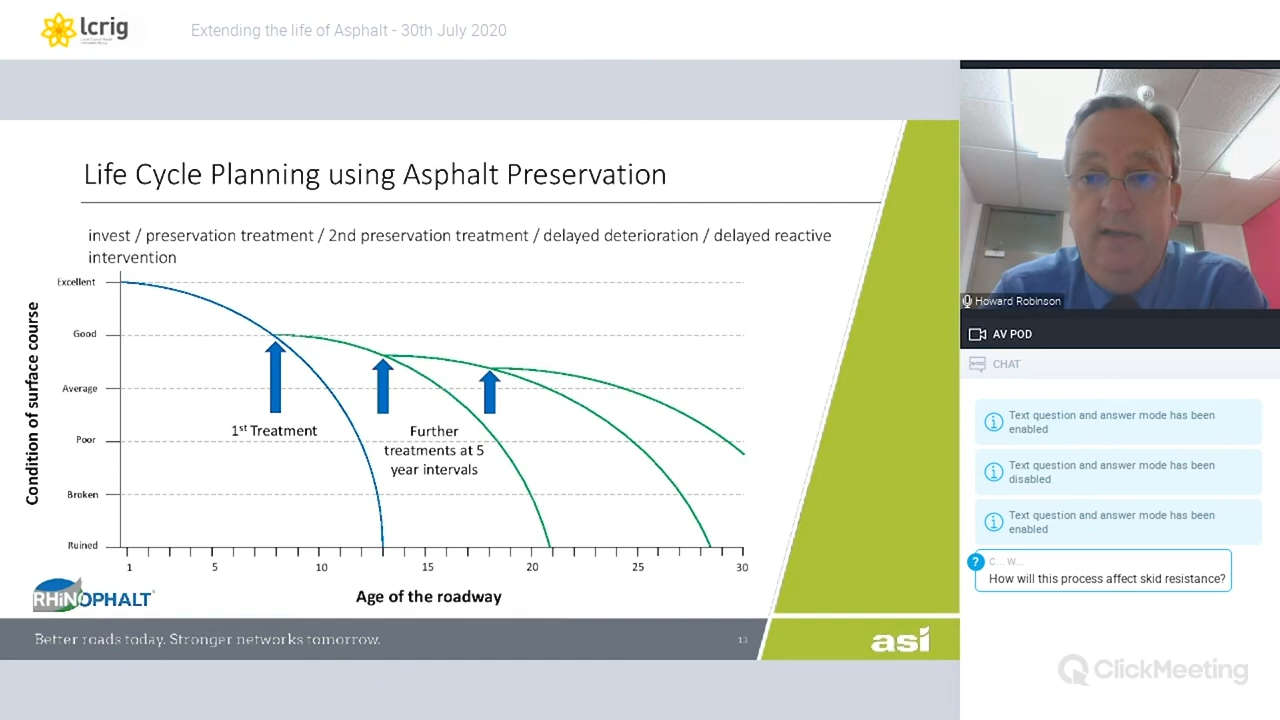 lcrig
Extending the life of Asphalt - 30th July 2020
Life Cycle Planning using Asphalt Preservation
invest / preservation treatment / 2nd preservation treatment / delayed deterioration / delayed reactive
intervention
Condition of surface course
Excellent
Good
Average
Poor
Broken
Ruined
1st Treatment
Further
treatments at 5
year intervals
1 5 10 15 20 25 30
Age of the roadway
RHiNOPHALT®
Better roads today. Stronger networks tomorrow.
13
asi
Howard Robinson
AV POD
CHAT
Text question and answer mode has been
enabled
Text question and answer mode has been
disabled
Text question and answer mode has been
enabled
?
C... W...
How will this process affect skid resistance?
ClickMeeting